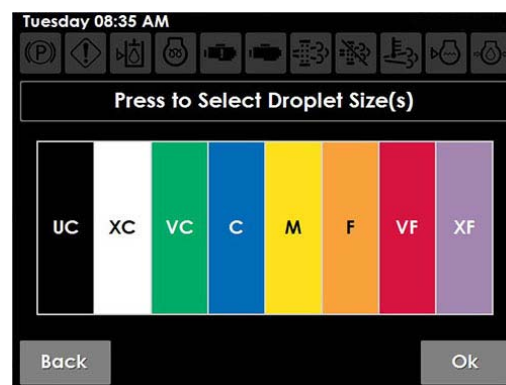 Tuesday 08:35 AM
Press to Select Droplet Size(s)
UC XC VC C M F VF XF
Back Ok